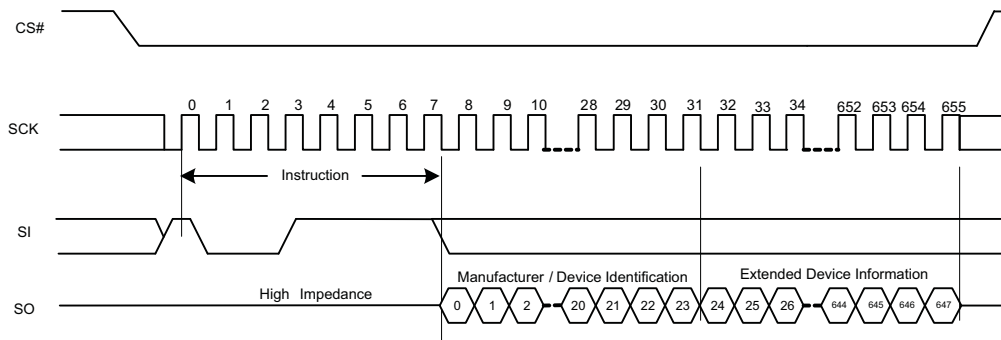 CS#
0 1 2 3 4 5 6 7 8 9 10 28 29 30 31 32 33 34 652 653 654 655
SCK
Instruction
SI
Manufacturer / Device Identification Extended Device Information
High Impedance
SO 0 1 2 20 21 22 23 24 25 26 644 645 646 647